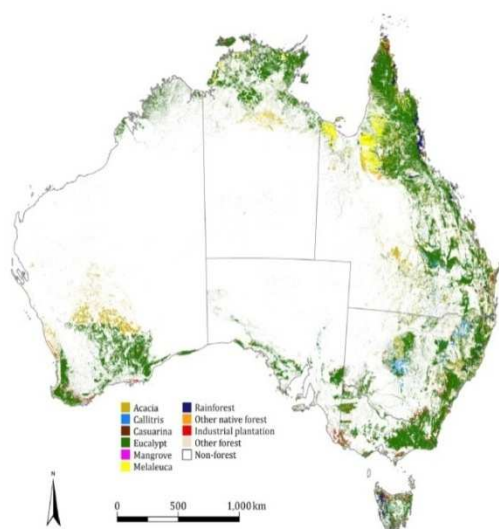 Acacia
Callitris
Casuarina
Eucalypt
Mangrove
Melaleuca
Rainforest
Other native forest
Industrial plantation
Other forest
Non-forest
N
0 500 1,000 km